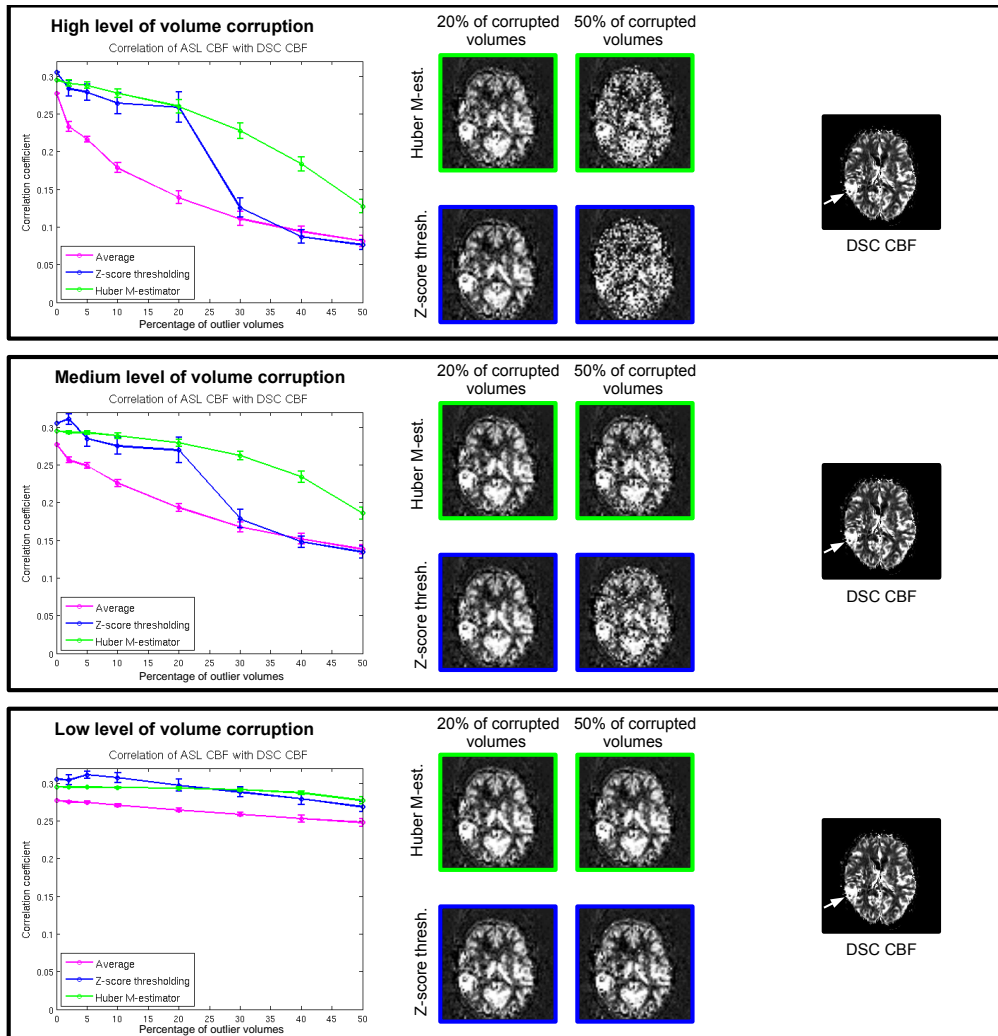 High level of volume corruption
Correlation of ASL CBF with DSC CBF
Correlation coefficient
0.3
0.25
0.2
0.15
0.1
0.05
0
Average
Z-score thresholding
Huber M-estimator
0 5 10 15 20 25 30 35 40 45 50
Percentage of outlier volumes
20% of corrupted
volumes
50% of corrupted
volumes
Huber M-est.
Z-score thresh.
DSC CBF
Medium level of volume corruption
Correlation of ASL CBF with DSC CBF
Correlation coefficient
0.3
0.25
0.2
0.15
0.1
0.05
0
Average
Z-score thresholding
Huber M-estimator
0 5 10 15 20 25 30 35 40 45 50
Percentage of outlier volumes
20% of corrupted
volumes
50% of corrupted
volumes
Huber M-est.
Z-score thresh.
DSC CBF
Low level of volume corruption
Correlation of ASL CBF with DSC CBF
Correlation coefficient
0.3
0.25
0.2
0.15
0.1
0.05
0
Average
Z-score thresholding
Huber M-estimator
0 5 10 15 20 25 30 35 40 45 50
Percentage of outlier volumes
20% of corrupted
volumes
50% of corrupted
volumes
Huber M-est.
Z-score thresh.
DSC CBF